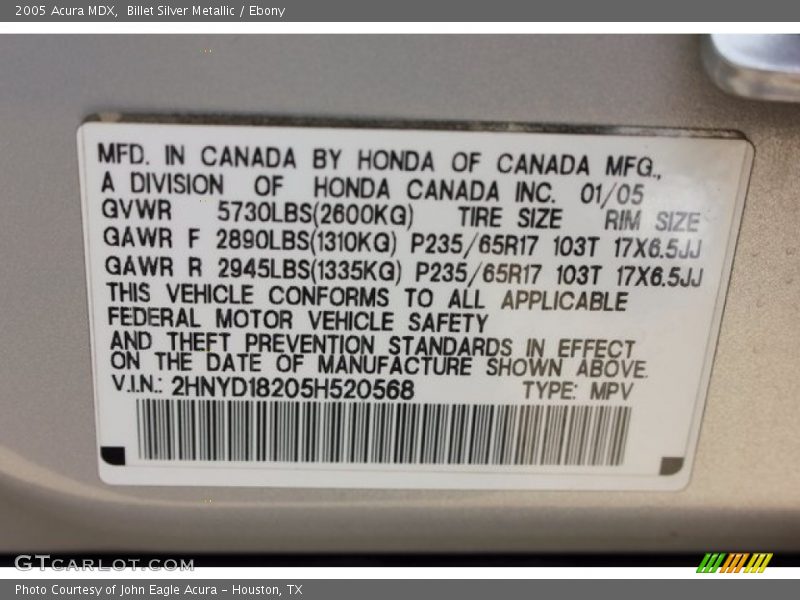 2005 Acura MDX,  Billet Silver Metallic / Ebony
MFD. IN CANADA BY HONDA OF CANADA MFG.,
A DIVISION OF HONDA CANADA INC. 01/05
GVWR 5730LBS(2600KG) TIRE SIZE RIM SIZE
GAWR F 2890LBS(1310KG) P235/65R17 103T 17X6.5JJ
GAWR R 2945LBS(1335KG) P235/65R17 103T 17X6.5JJ
THIS VEHICLE CONFORMS TO ALL APPLICABLE
FEDERAL MOTOR VEHICLE SAFETY
AND THEFT PREVENTION STANDARDS IN EFFECT
ON THE DATE OF MANUFACTURE SHOWN ABOVE.
V.I.N.: 2HNYD18205H520568 TYPE: MPV
GTCARLOT.COM
Photo Courtesy of John Eagle Acura - Houston, TX